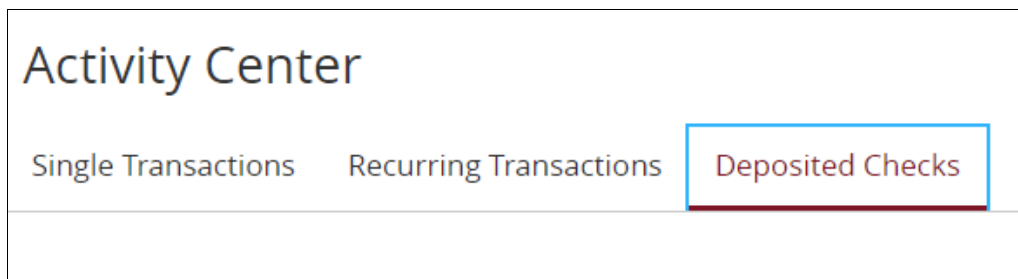 Activity Center
Single Transactions Recurring Transactions Deposited Checks